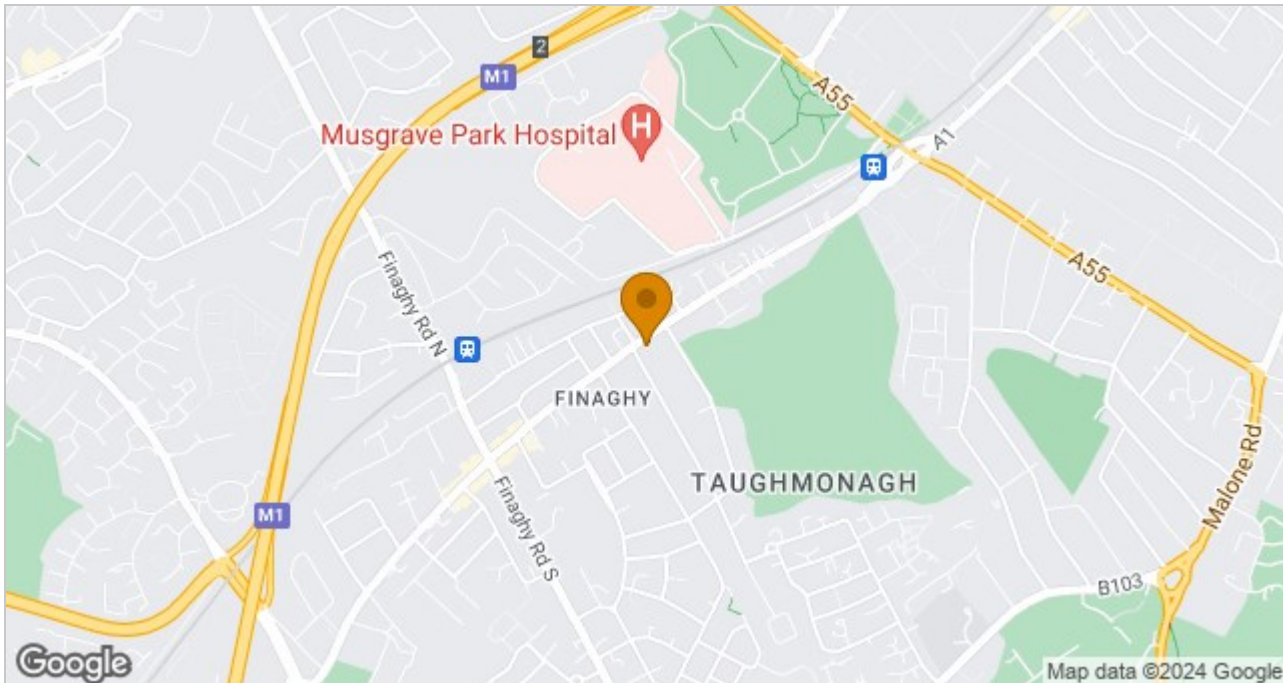 2
M1
A55
Musgrave Park Hospital
H
A1
A55
Finaghy Rd N
FINAGHY
TAUGHMONAGH
Malone Rd
M1
Finaghy Rd S
B103
Google
Map data ©2024 Google